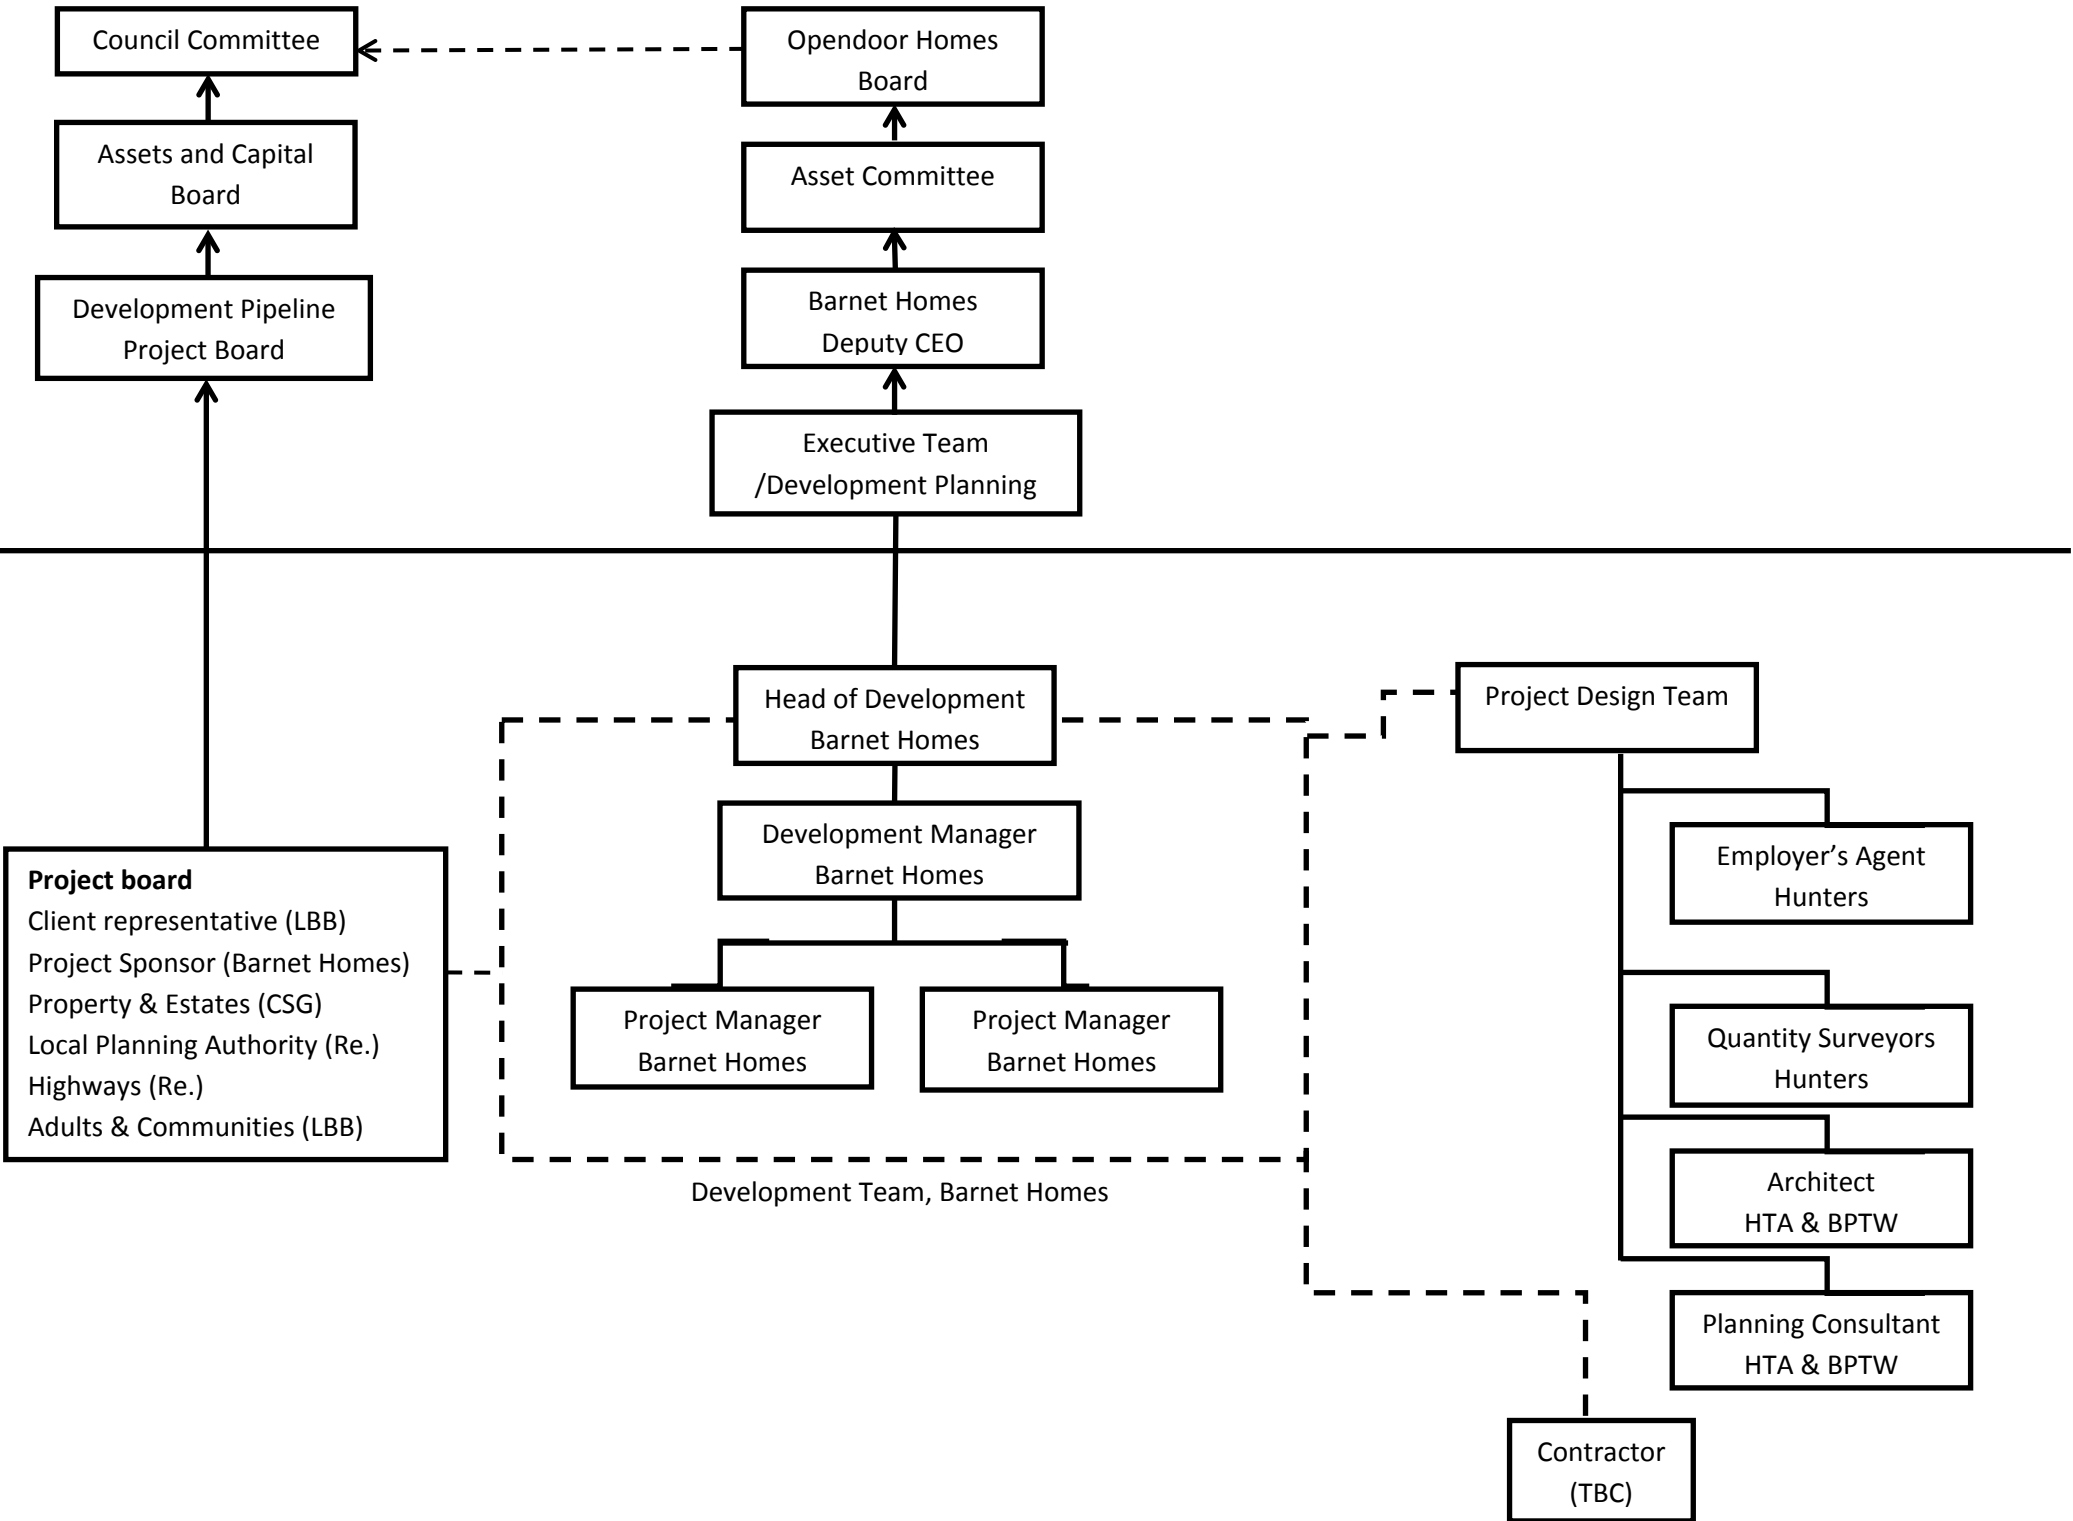 Council Committee
Opendoor Homes
Board
Assets and Capital
Board
Asset Committee
Development Pipeline
Project Board
Barnet Homes
Deputy CEO
Executive Team
/Development Planning
Head of Development
Barnet Homes
Project Design Team
Development Manager
Barnet Homes
Employer’s Agent
Hunters
Project board
Client representative (LBB)
Project Sponsor (Barnet Homes)
Property & Estates (CSG)
Local Planning Authority (Re.)
Highways (Re.)
Adults & Communities (LBB)
Project Manager
Barnet Homes
Project Manager
Barnet Homes
Quantity Surveyors
Hunters
Development Team, Barnet Homes
Architect
HTA & BPTW
Planning Consultant
HTA & BPTW
Contractor
(TBC)